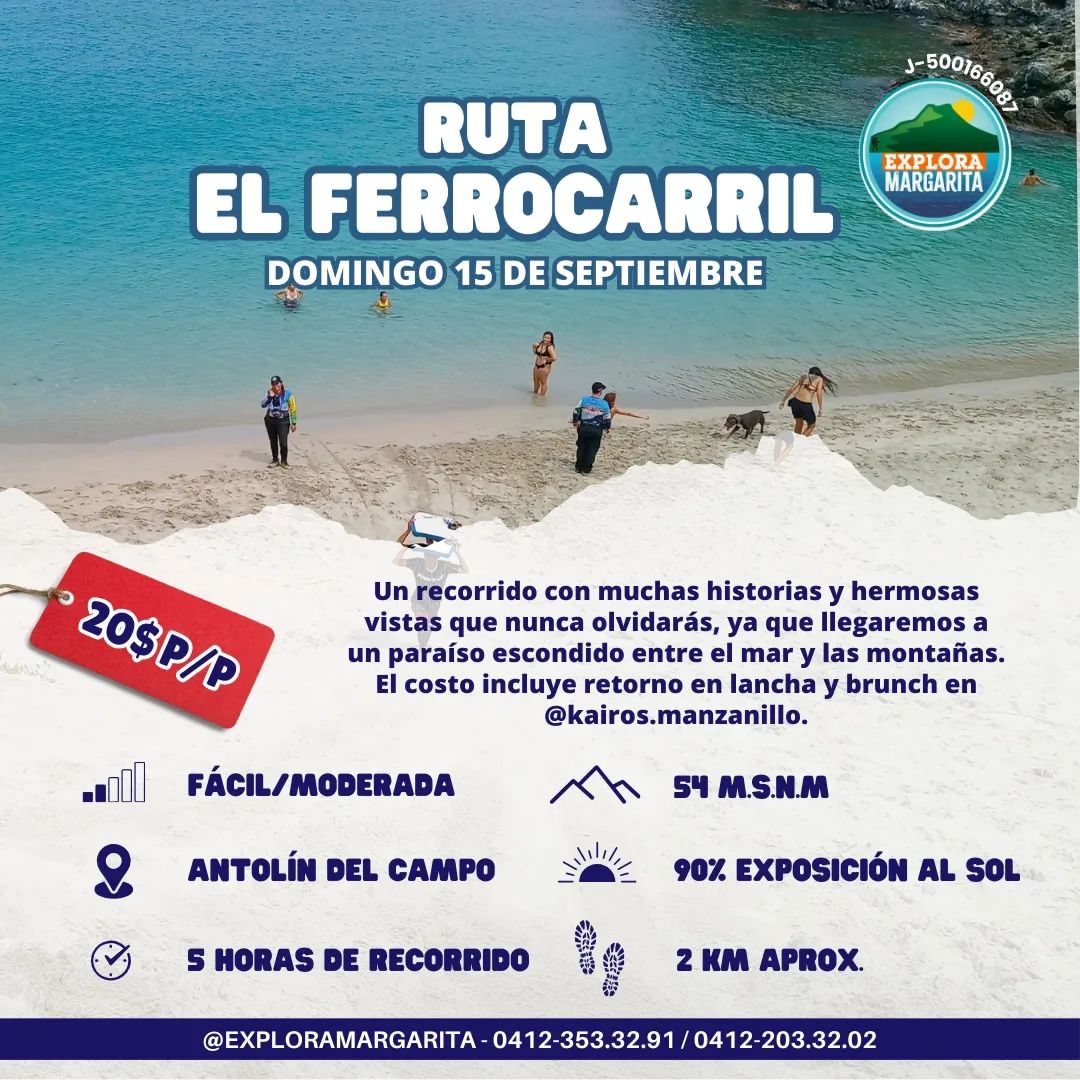 J-500166087
EXPLORA
MARGARITA
RUTA
EL FERROCARRIL
DOMINGO 15 DE SEPTIEMBRE
20$ P/P
Un recorrido con muchas historias y hermosas
vistas que nunca olvidarás, ya que llegaremos a
un paraíso escondido entre el mar y las montañas.
El costo incluye retorno en lancha y brunch en
@kairos.manzanillo.
FÁCIL/MODERADA
54 M.S.N.M
ANTOLÍN DEL CAMPO
90% EXPOSICIÓN AL SOL
5 HORAS DE RECORRIDO
2 KM APROX.
@EXPLORAMARGARITA - 0412-353.32.91 / 0412-203.32.02